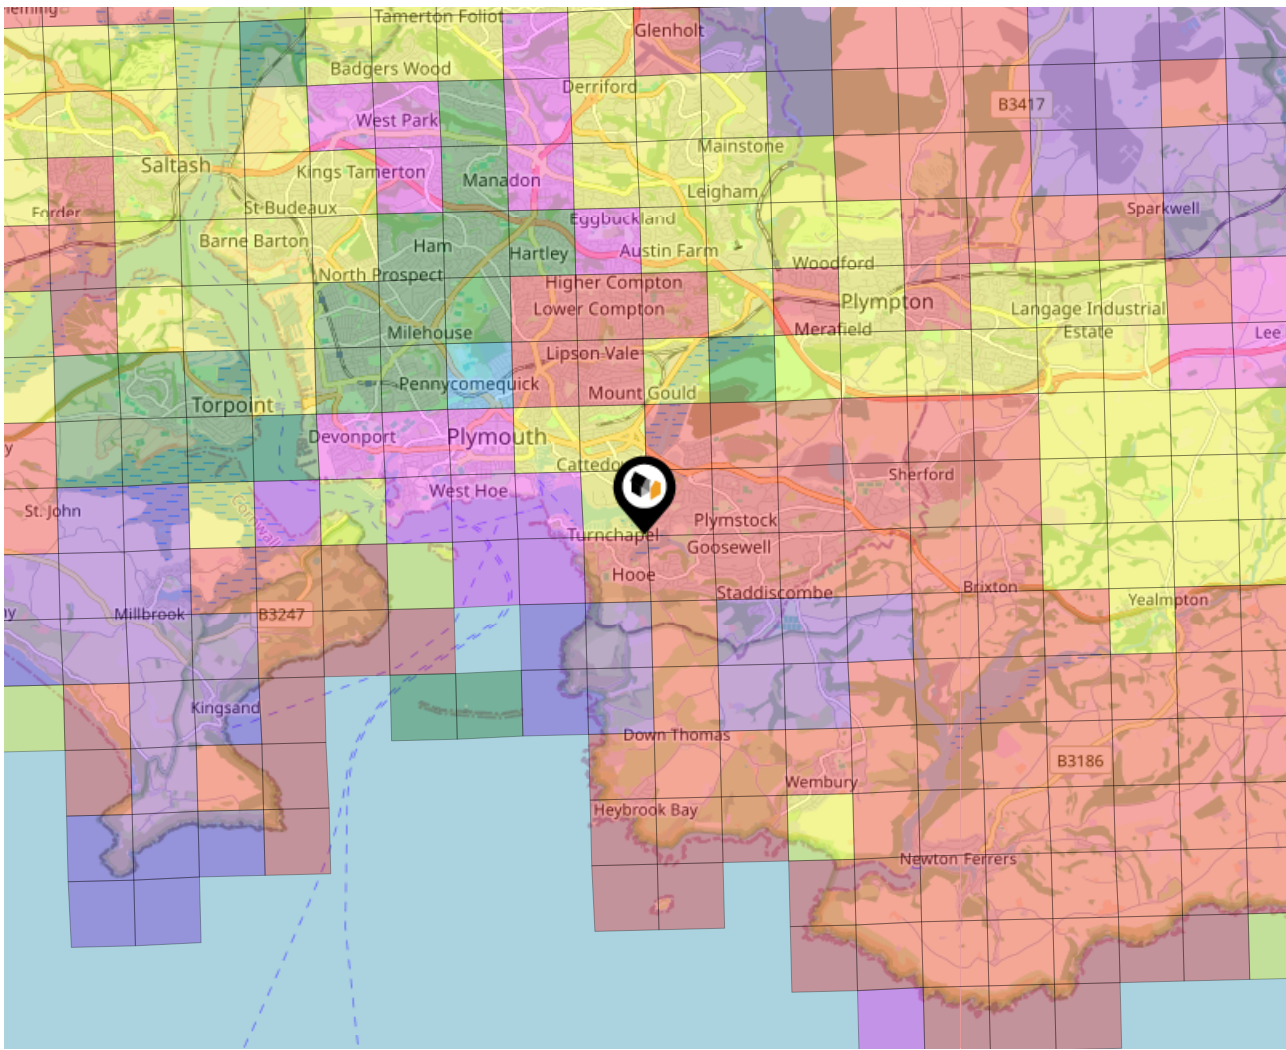 Tamerton Foliot
Glenholt
Badgers Wood
Derriford
B3417
West Park
Mainstone
Saltash
Kings Tamerton
Manadon
Leigham
Forder
St Budeaux
Eggbuckland
Sparkwell
Barne Barton
Ham
Hartley
Austin Farm
North Prospect
Higher Compton
Woodford
Lower Compton
Plympton
Langage Industrial
Estate
Milehouse
Merafield
Lee
Lipson Vale
Pennycomequick
Mount Gould
Torpoint
Devonport
Plymouth
Sherford
West Hoe
St. John
Cornwall
Plymstock
Turnchapel
Goosewell
Hooe
Staddiscombe
Brixton
Yealmpton
Millbrook
B3247
Kingsand
Down Thomas
B3186
Wembury
Heybrook Bay
Newton Ferrers